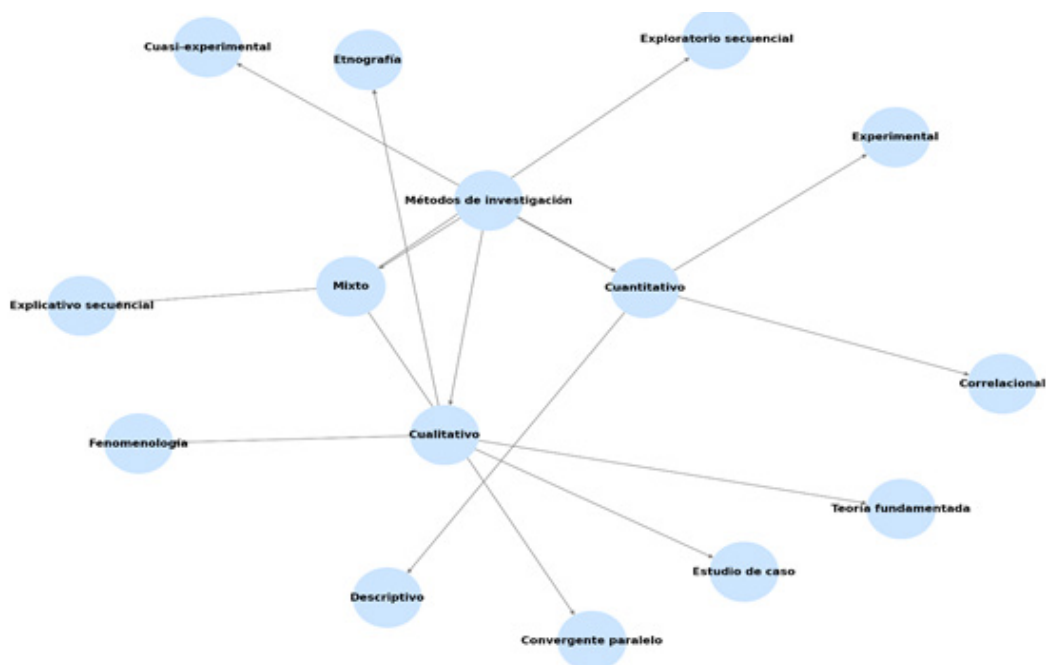 Exploratorio secuencial
Cuasi-experimental
Etnografía
Experimental
Métodos de investigación
Mixto
Cuantitativo
Explicativo secuencial
Correlacional
Cualitativo
Fenomenología
Teoría fundamentada
Estudio de caso
Descriptivo
Convergente paralelo